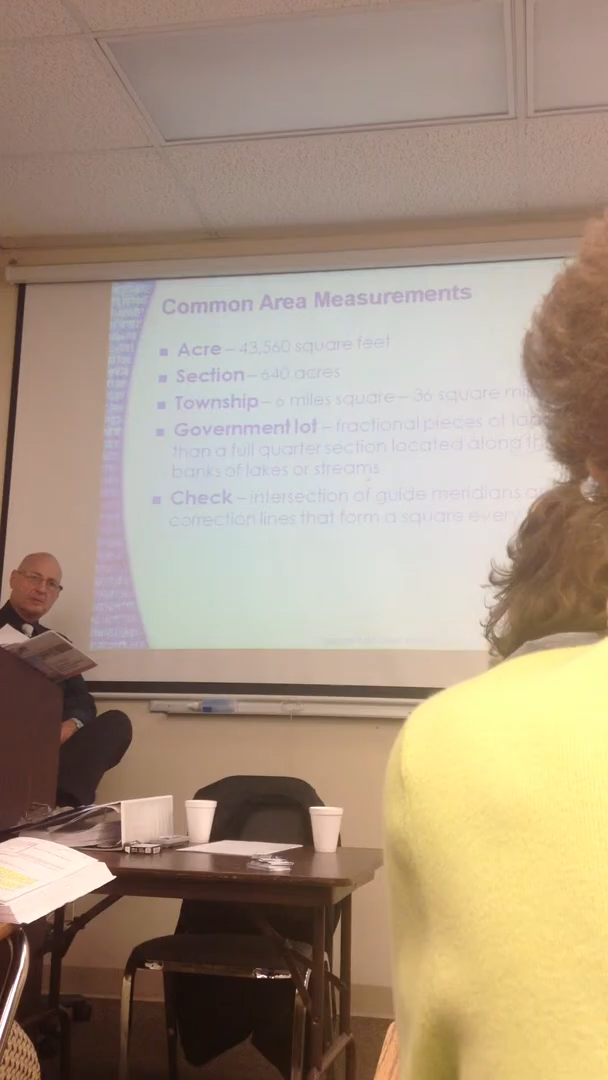 Common Area Measurements
■ Acre – 43,560 square feet
■ Section – 640 acres
■ Township – 6 miles square – 36 square
■ Government lot – fractional pieces of
than a full quarter section located along
banks of lakes or streams
■ Check – intersection of guide meridians
correction lines that form a square every